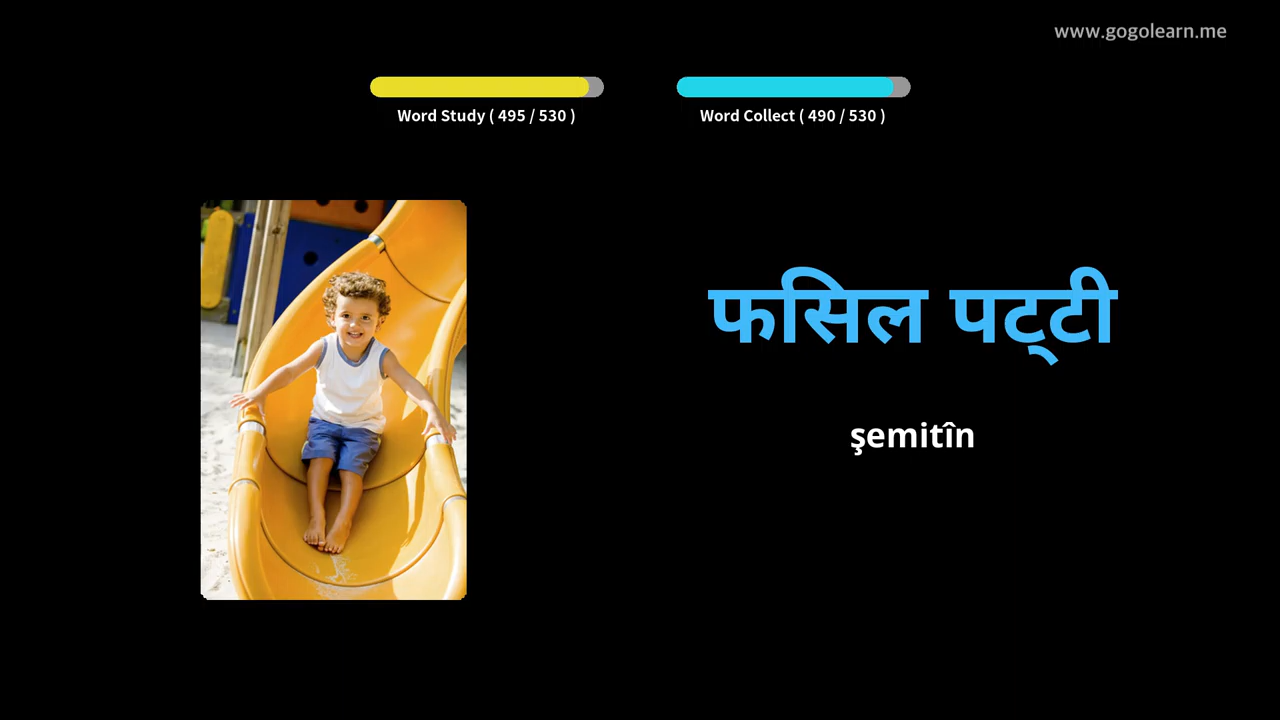 www.gogolearn.me
Word Study ( 495 / 530 )
Word Collect ( 490 / 530 )
फसिल पट्‌टी
şemitîn